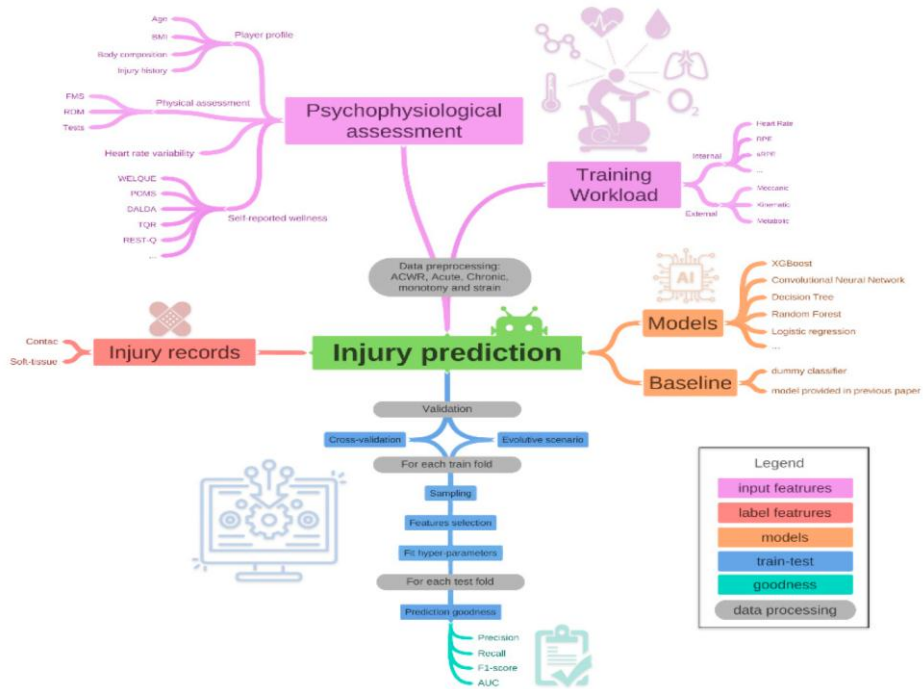 Age
BMI
Body composition
Injury history
Player profile
FMS
ROM
Tests
Physical assessment
Heart rate variability
WELQUE
POMS
DALDA
TQR
REST-Q
...
Self-reported wellness
Psychophysiological
assessment
O₂
Training
Workload
Internal
Heart Rate
RPE
sRPE
...
External
Meccanic
Kinematic
Metabolic
Data preprocessing:
ACWR, Acute, Chronic,
monotony and strain
Contac
Soft-tissue
Injury records
Injury prediction
AI
Models
XGBoost
Convolutional Neural Network
Decision Tree
Random Forest
Logistic regression
...
Baseline
dummy classifier
model provided in previous paper
Validation
Cross-validation
Evolutive scenario
For each train fold
Sampling
Features selection
Fit hyper-parameters
For each test fold
Prediction goodness
Precision
Recall
F1-score
AUC
Legend
input featrures
label featrures
models
train-test
goodness
data processing